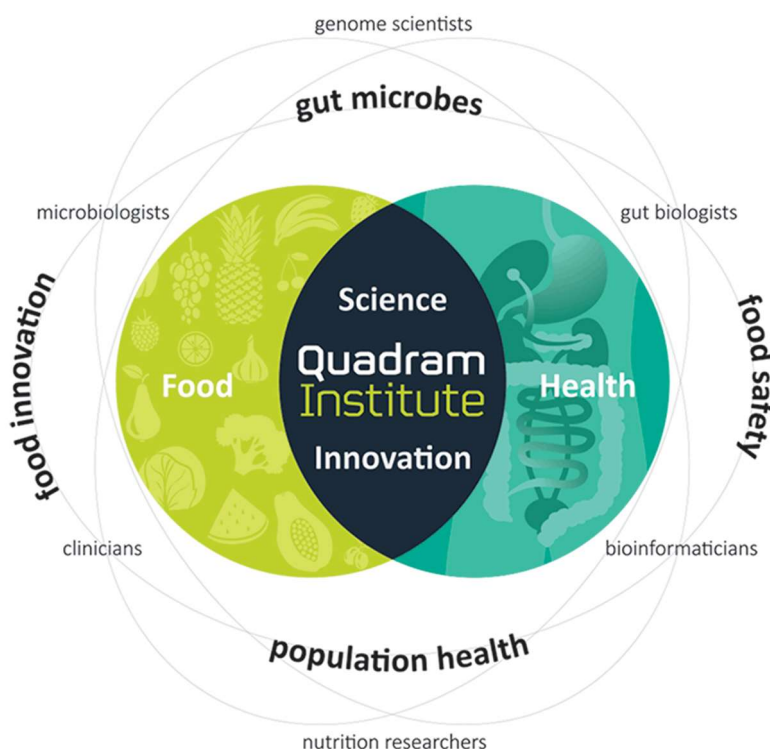 genome scientists
gut microbes
microbiologists
gut biologists
food innovation
food safety
Science
Food
Quadram
Institute
Health
Innovation
clinicians
bioinformaticians
population health
nutrition researchers